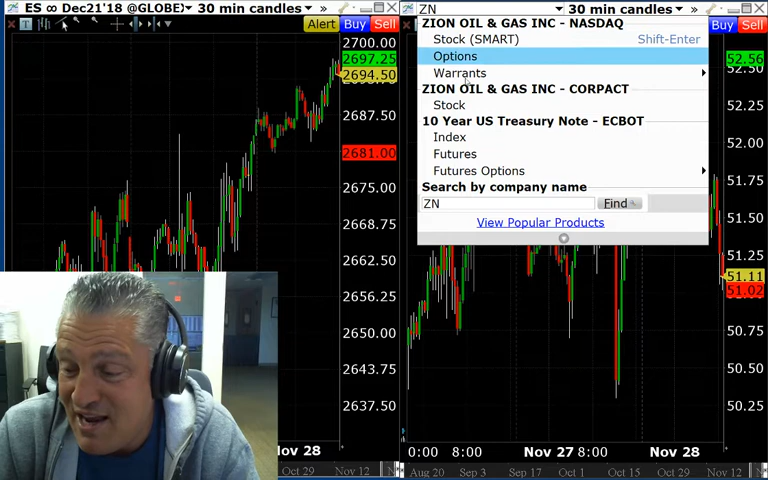 ES ∞ Dec21'18 @GLOBE) 30 min candles
Alert Buy Sell
2700.00
2697.25
2694.50
2687.50
2681.00
2675.00
2668.75
2662.50
2656.25
2650.00
2643.75
2637.50
Nov 28
Oct 29 Nov 12
ZN 30 min candles
Buy Sell
ZION OIL & GAS INC - NASDAQ
Stock (SMART) Shift-Enter
Options
Warrants
ZION OIL & GAS INC - CORPACT
Stock
10 Year US Treasury Note - ECBOT
Index
Futures
Futures Options
Search by company name
ZN Find
View Popular Products
52.56
52.50
52.25
52.00
51.75
51.50
51.25
51.11
51.02
50.75
50.50
50.25
0:00 8:00 Nov 27 8:00 Nov 28
Aug 20 Sep 3 Sep 17 Oct 1 Oct 15 Oct 29 Nov 12